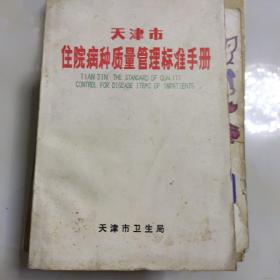 天津市
住院病种质量管理标准手册
TIAN JIN THE STANDARD OF QUALITY
CONTROL FOR DISEASE ITEMS OF INPATIENTS
天津市卫生局